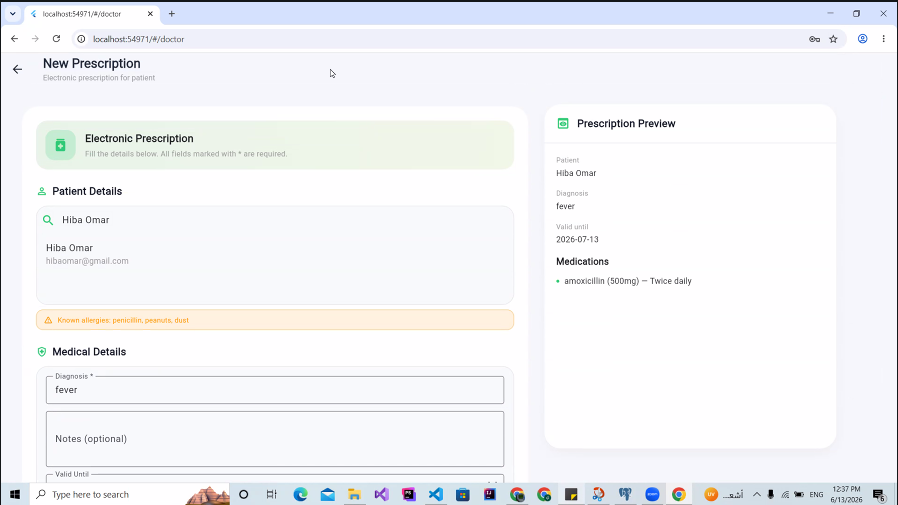 localhost:54971/#/doctor
localhost:54971/#/doctor
New Prescription
Electronic prescription for patient
Electronic Prescription
Fill the details below. All fields marked with * are required.
Patient Details
Hiba Omar
Hiba Omar
hibaomar@gmail.com
Known allergies: penicillin, peanuts, dust
Medical Details
Diagnosis *
fever
Notes (optional)
Valid Until
Prescription Preview
Patient
Hiba Omar
Diagnosis
fever
Valid until
2026-07-13
Medications
• amoxicillin (500mg) — Twice daily
Type here to search
UV
أشعـ...
ENG
12:37 PM
6/13/2026
6